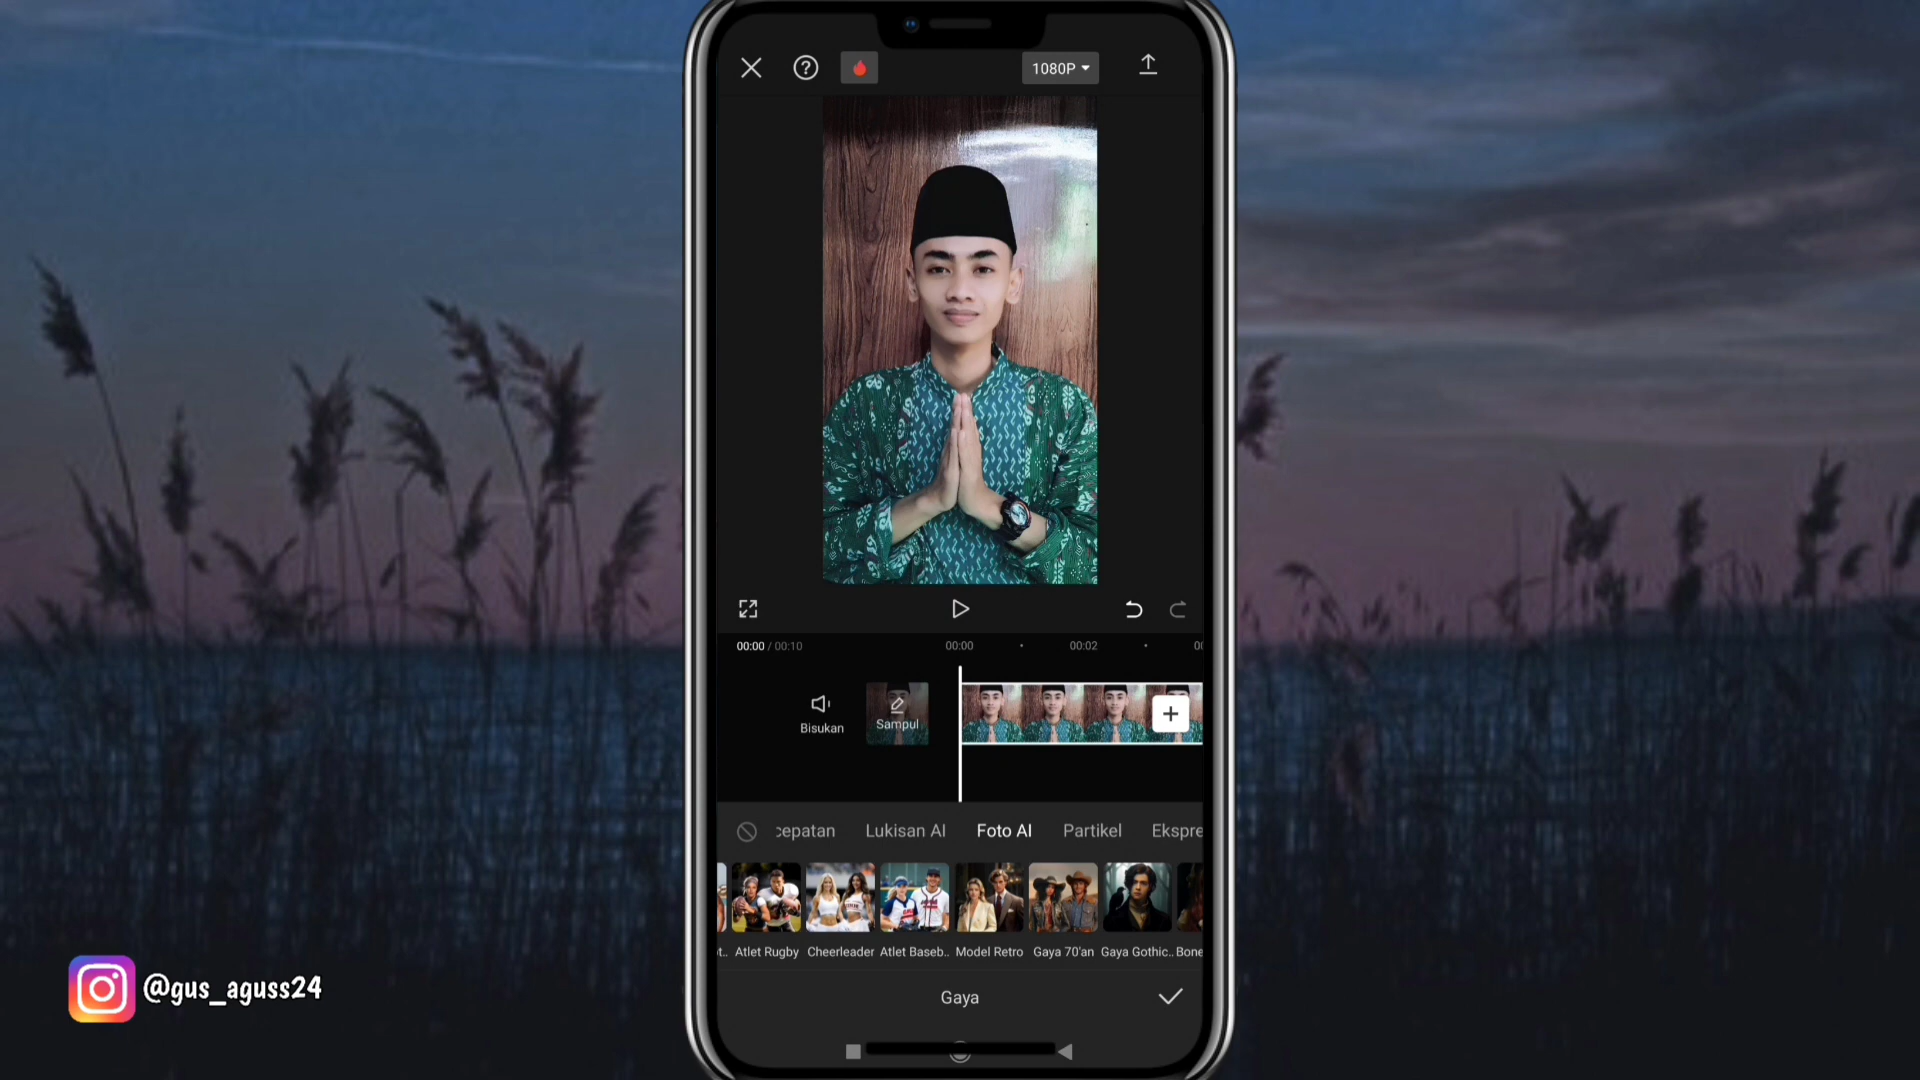 1080P
00:00 / 00:10
00:00
00:02
Bisukan
Sampul
cepatan
Lukisan AI
Foto AI
Partikel
Ekspre
Atlet Rugby
Cheerleader
Atlet Baseb..
Model Retro
Gaya 70'an
Gaya Gothic..
Bone
Gaya
@gus_aguss24